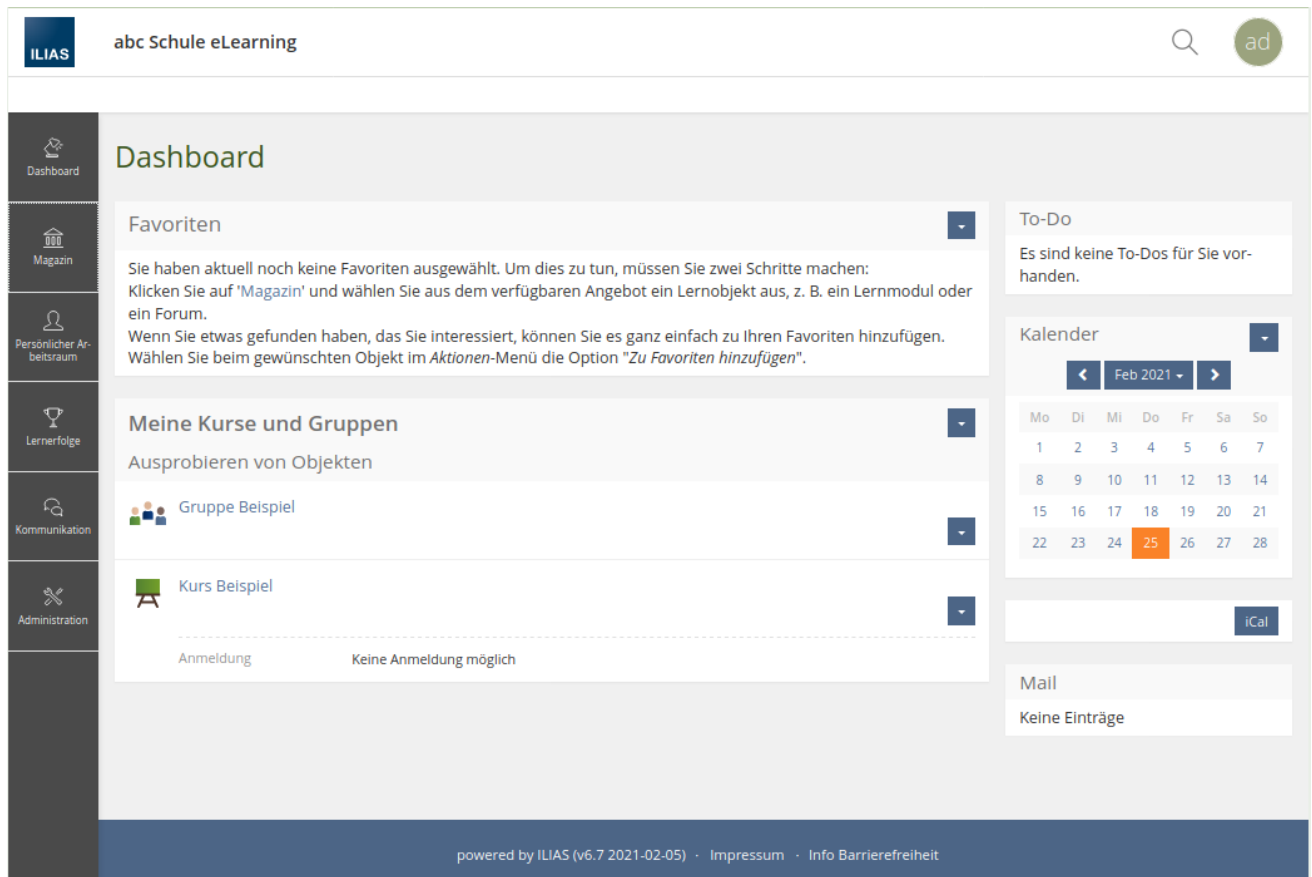 ILIAS
abc Schule eLearning
ad
Dashboard
Magazin
Persönlicher Ar-
beitsraum
Lernerfolge
Kommunikation
Administration
Dashboard
Favoriten
Sie haben aktuell noch keine Favoriten ausgewählt. Um dies zu tun, müssen Sie zwei Schritte machen:
Klicken Sie auf 'Magazin' und wählen Sie aus dem verfügbaren Angebot ein Lernobjekt aus, z. B. ein Lernmodul oder
ein Forum.
Wenn Sie etwas gefunden haben, das Sie interessiert, können Sie es ganz einfach zu Ihren Favoriten hinzufügen.
Wählen Sie beim gewünschten Objekt im Aktionen-Menü die Option "Zu Favoriten hinzufügen".
Meine Kurse und Gruppen
Ausprobieren von Objekten
Gruppe Beispiel
Kurs Beispiel
Anmeldung Keine Anmeldung möglich
To-Do
Es sind keine To-Dos für Sie vor-
handen.
Kalender
Feb 2021
Mo Di Mi Do Fr Sa So
1 2 3 4 5 6 7
8 9 10 11 12 13 14
15 16 17 18 19 20 21
22 23 24 25 26 27 28
iCal
Mail
Keine Einträge
powered by ILIAS (v6.7 2021-02-05) · Impressum · Info Barrierefreiheit